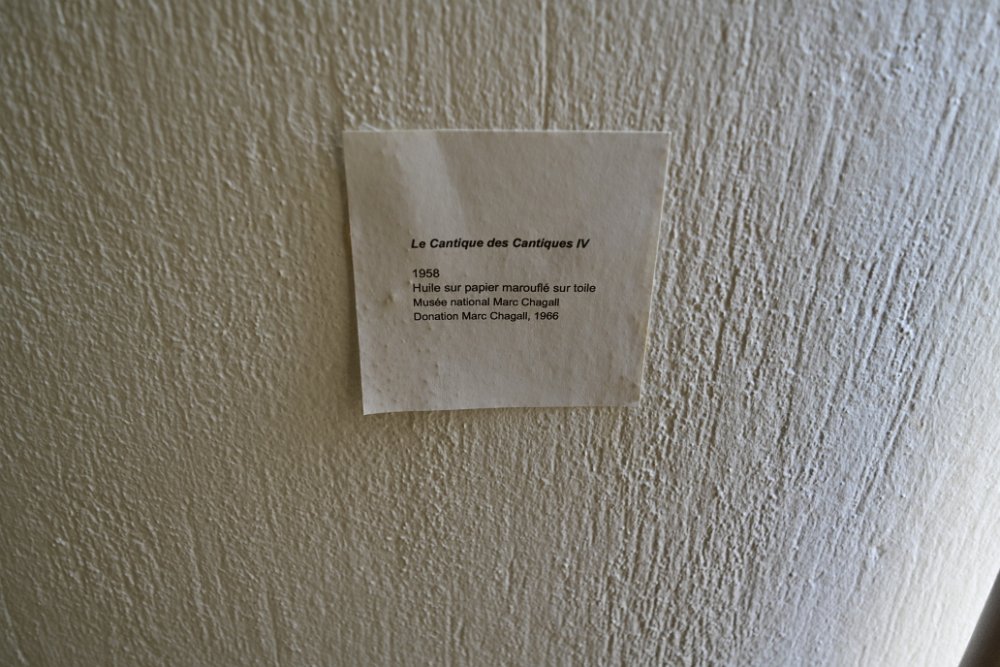 Le Cantique des Cantiques IV
1958
Huile sur papier marouflé sur toile
Musée national Marc Chagall
Donation Marc Chagall, 1966